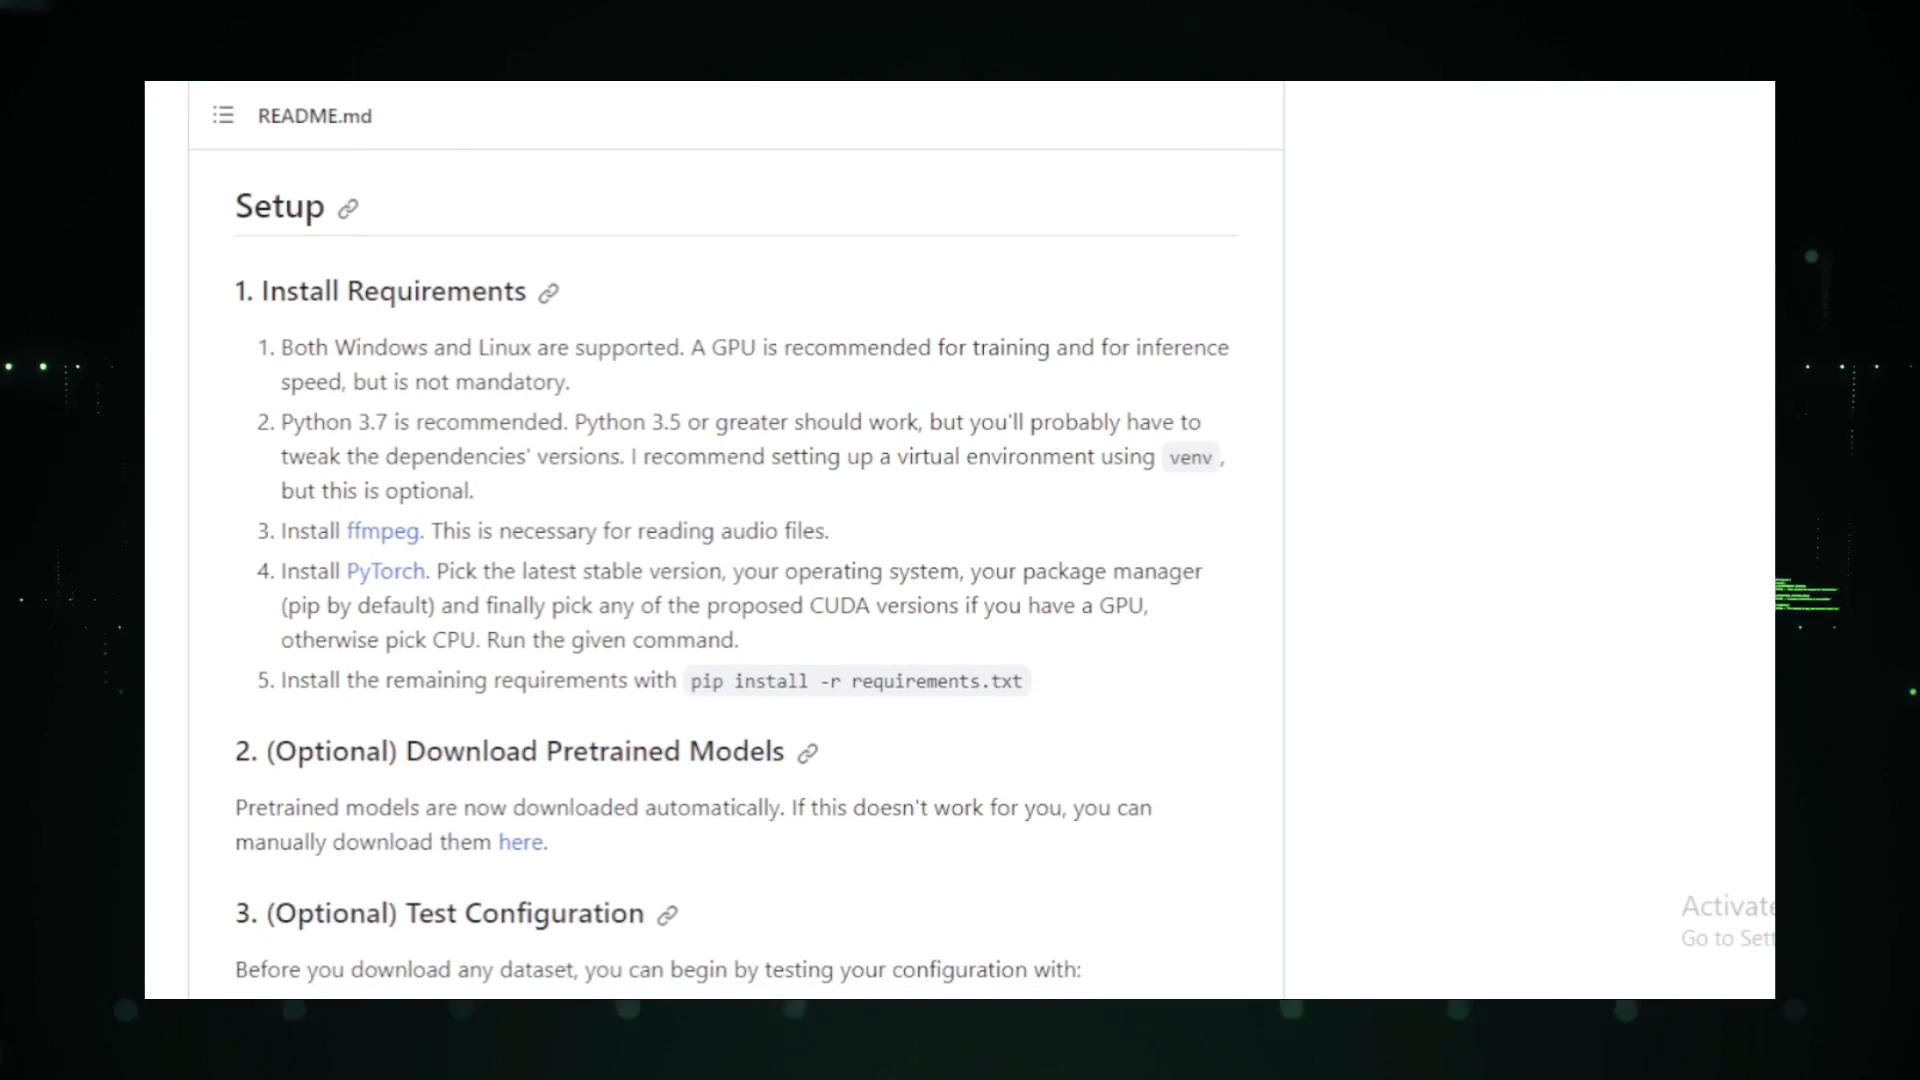 README.md
Setup
1. Install Requirements
1. Both Windows and Linux are supported. A GPU is recommended for training and for inference
speed, but is not mandatory.
2. Python 3.7 is recommended. Python 3.5 or greater should work, but you'll probably have to
tweak the dependencies' versions. I recommend setting up a virtual environment using venv,
but this is optional.
3. Install ffmpeg. This is necessary for reading audio files.
4. Install PyTorch. Pick the latest stable version, your operating system, your package manager
(pip by default) and finally pick any of the proposed CUDA versions if you have a GPU,
otherwise pick CPU. Run the given command.
5. Install the remaining requirements with pip install -r requirements.txt
2. (Optional) Download Pretrained Models
Pretrained models are now downloaded automatically. If this doesn't work for you, you can
manually download them here.
3. (Optional) Test Configuration
Before you download any dataset, you can begin by testing your configuration with:
Activate
Go to Sett